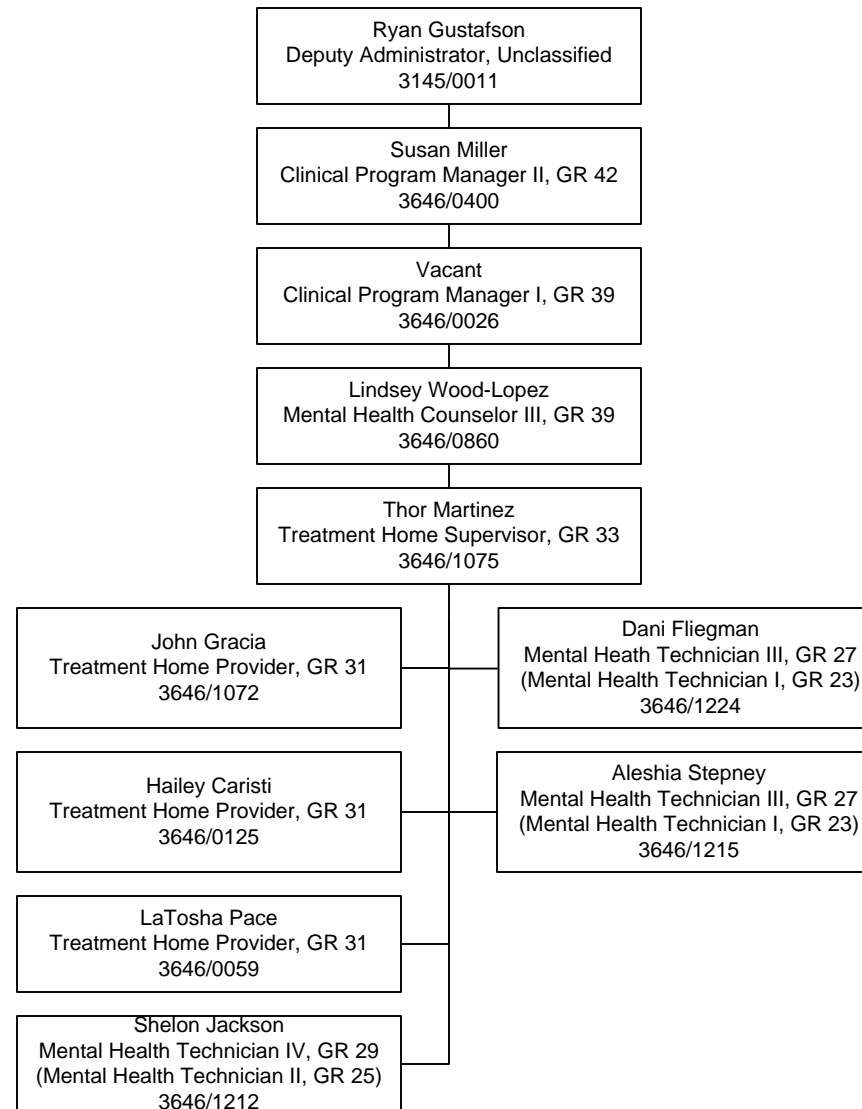 Ryan Gustafson
Deputy Administrator, Unclassified
3145/0011
Susan Miller
Clinical Program Manager II, GR 42
3646/0400
Vacant
Clinical Program Manager I, GR 39
3646/0026
Lindsey Wood-Lopez
Mental Health Counselor III, GR 39
3646/0860
Thor Martinez
Treatment Home Supervisor, GR 33
3646/1075
John Gracia
Treatment Home Provider, GR 31
3646/1072
Dani Fliegman
Mental Heath Technician III, GR 27
(Mental Health Technician I, GR 23)
3646/1224
Hailey Caristi
Treatment Home Provider, GR 31
3646/0125
Aleshia Stepney
Mental Health Technician III, GR 27
(Mental Health Technician I, GR 23)
3646/1215
LaTosha Pace
Treatment Home Provider, GR 31
3646/0059
Shelon Jackson
Mental Health Technician IV, GR 29
(Mental Health Technician II, GR 25)
3646/1212